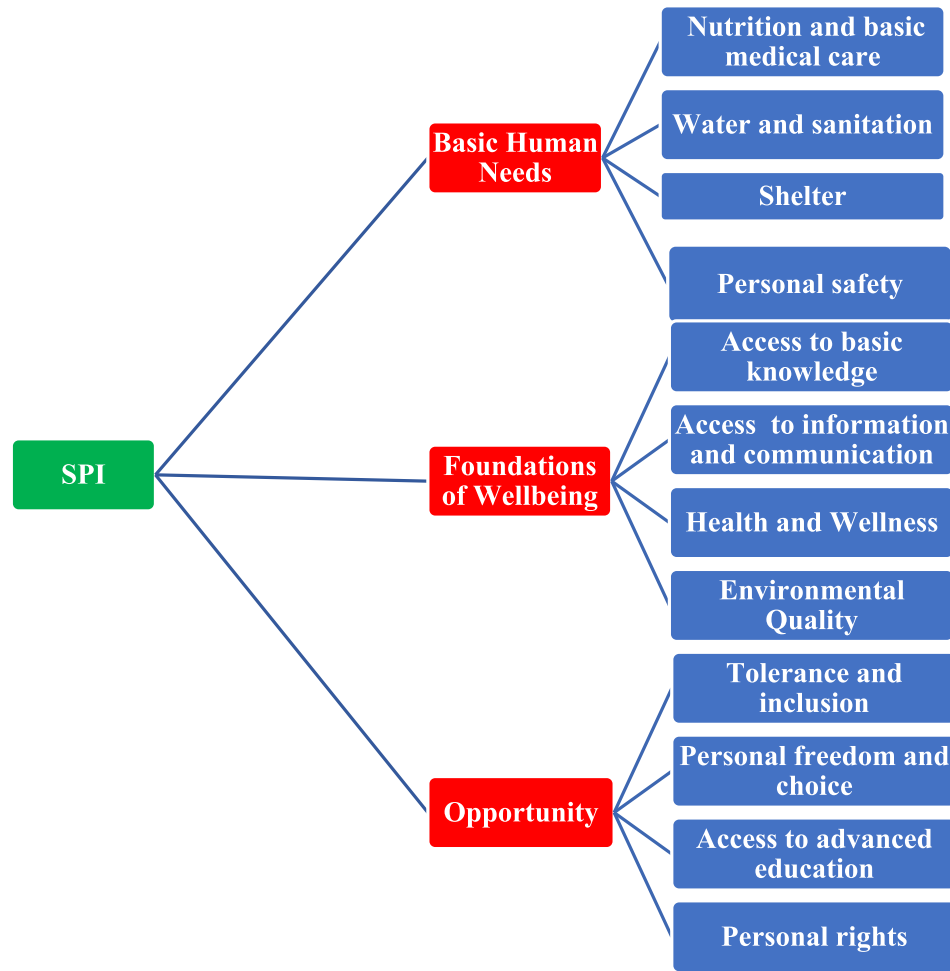 SPI
Basic Human
Needs
Nutrition and basic
medical care
Water and sanitation
Shelter
Personal safety
Foundations
of Wellbeing
Access to basic
knowledge
Access  to information
and communication
Health and Wellness
Environmental
Quality
Opportunity
Tolerance and
inclusion
Personal freedom and
choice
Access to advanced
education
Personal rights